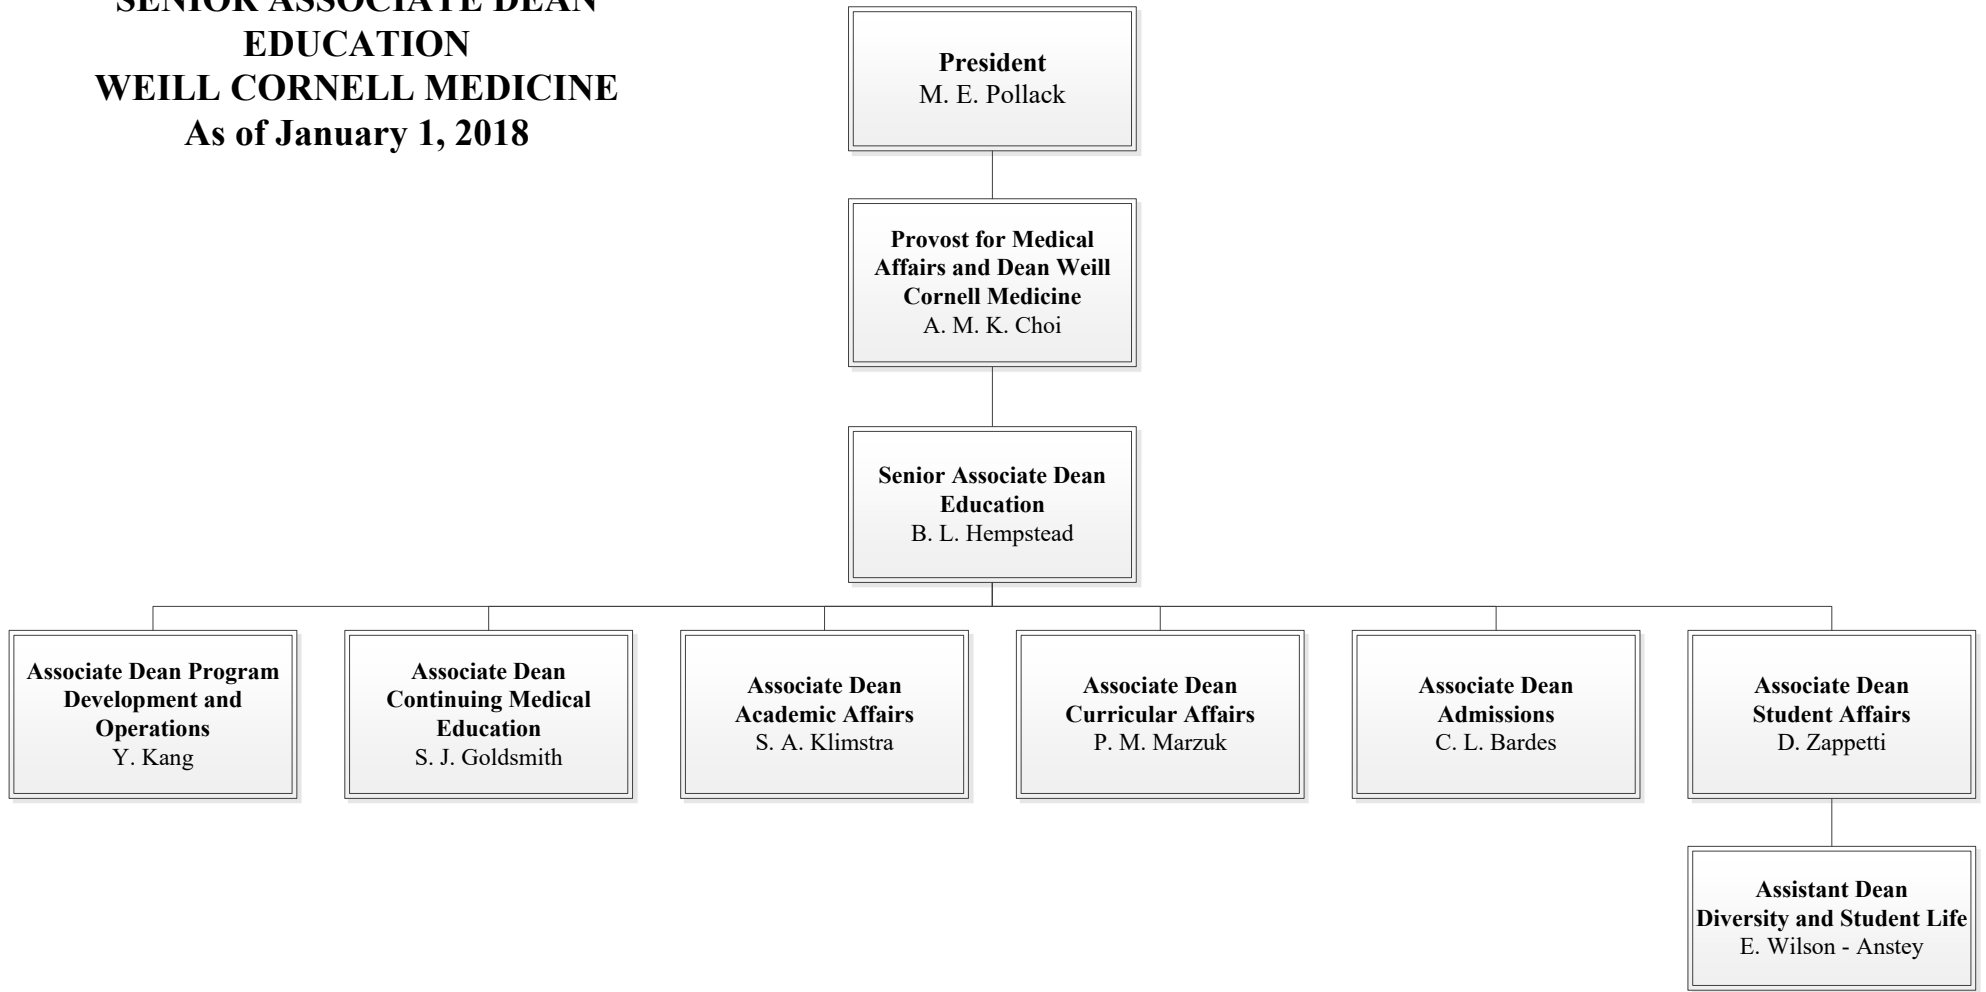 SENIOR ASSOCIATE DEAN
EDUCATION
WEILL CORNELL MEDICINE
As of January 1, 2018
President
M. E. Pollack
Provost for Medical
Affairs and Dean Weill
Cornell Medicine
A. M. K. Choi
Senior Associate Dean
Education
B. L. Hempstead
Associate Dean Program
Development and
Operations
Y. Kang
Associate Dean
Continuing Medical
Education
S. J. Goldsmith
Associate Dean
Academic Affairs
S. A. Klimstra
Associate Dean
Curricular Affairs
P. M. Marzuk
Associate Dean
Admissions
C. L. Bardes
Associate Dean
Student Affairs
D. Zappetti
Assistant Dean
Diversity and Student Life
E. Wilson - Anstey